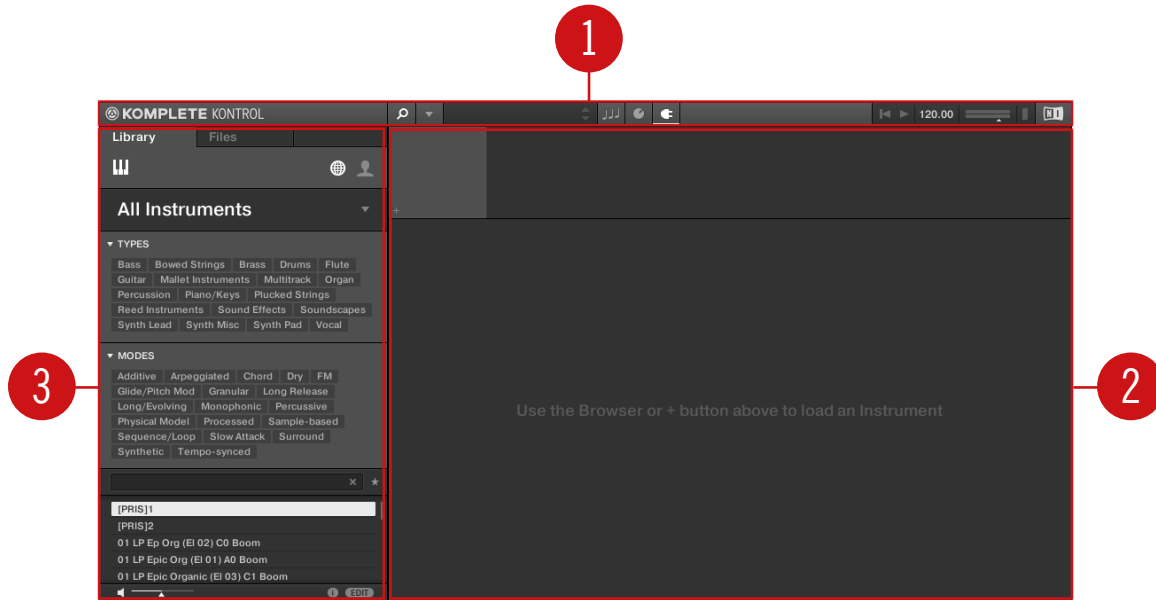 1
KOMPLETE KONTROL
120.00
Library Files
All Instruments
TYPES
Bass Bowed Strings Brass Drums Flute
Guitar Mallet Instruments Multitrack Organ
Percussion Piano/Keys Plucked Strings
Reed Instruments Sound Effects Soundscapes
Synth Lead Synth Misc Synth Pad Vocal
MODES
Additive Arpeggiated Chord Dry FM
Glide/Pitch Mod Granular Long Release
Long/Evolving Monophonic Percussive
Physical Model Processed Sample-based
Sequence/Loop Slow Attack Surround
Synthetic Tempo-synced
[PRIS]1
[PRIS]2
01 LP Ep Org (EI 02) C0 Boom
01 LP Epic Org (EI 01) A0 Boom
01 LP Epic Organic (EI 03) C1 Boom
EDIT
3
+
Use the Browser or + button above to load an Instrument
2